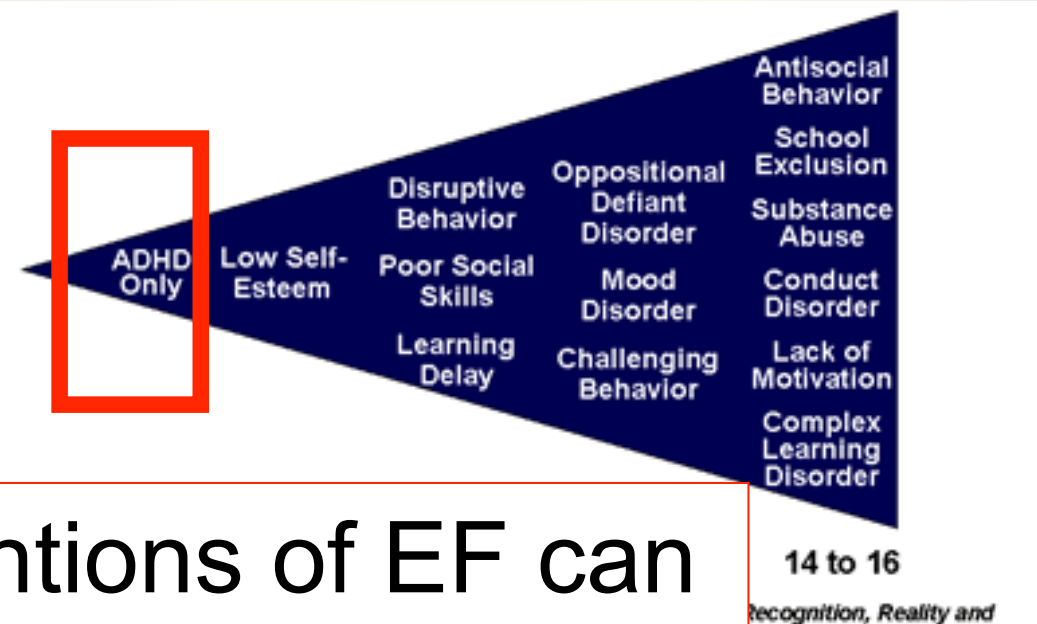 ADHD
Only
Low Self-
Esteem
Disruptive
Behavior
Poor Social
Skills
Learning
Delay
Oppositional
Defiant
Disorder
Mood
Disorder
Challenging
Behavior
Antisocial
Behavior
School
Exclusion
Substance
Abuse
Conduct
Disorder
Lack of
Motivation
Complex
Learning
Disorder
ntions of EF can
14 to 16
Recognition, Reality and